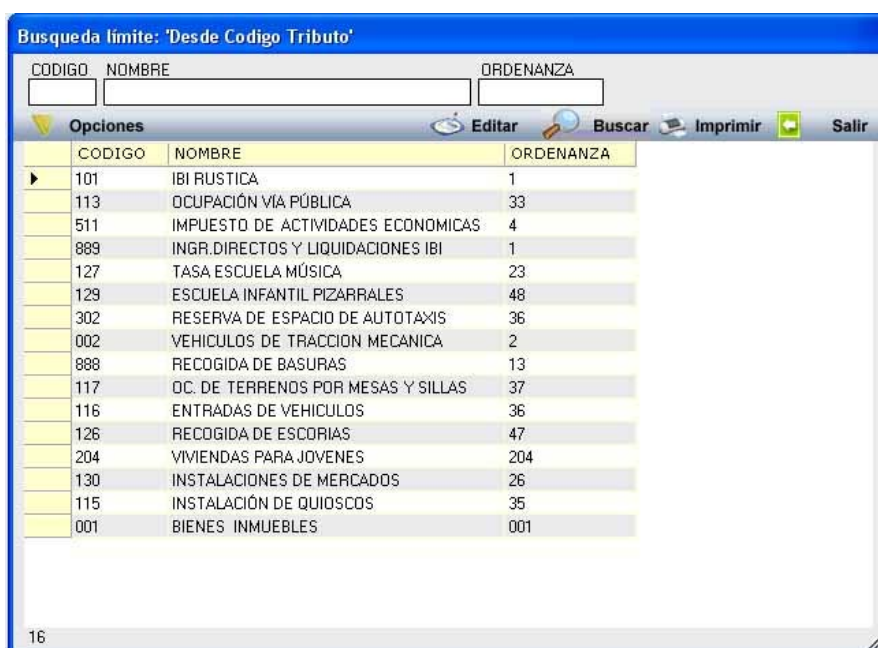 Busqueda límite: 'Desde Codigo Tributo'
CODIGO NOMBRE ORDENANZA
Opciones Editar Buscar Imprimir Salir
CODIGO NOMBRE ORDENANZA
101 IBI RUSTICA 1
113 OCUPACIÓN VÍA PÚBLICA 33
511 IMPUESTO DE ACTIVIDADES ECONOMICAS 4
889 INGR.DIRECTOS Y LIQUIDACIONES IBI 1
127 TASA ESCUELA MÚSICA 23
129 ESCUELA INFANTIL PIZARRALES 48
302 RESERVA DE ESPACIO DE AUTOTAXIS 36
002 VEHICULOS DE TRACCION MECANICA 2
888 RECOGIDA DE BASURAS 13
117 OC. DE TERRENOS POR MESAS Y SILLAS 37
116 ENTRADAS DE VEHICULOS 36
126 RECOGIDA DE ESCORIAS 47
204 VIVIENDAS PARA JOVENES 204
130 INSTALACIONES DE MERCADOS 26
115 INSTALACIÓN DE QUIOSCOS 35
001 BIENES INMUEBLES 001
16